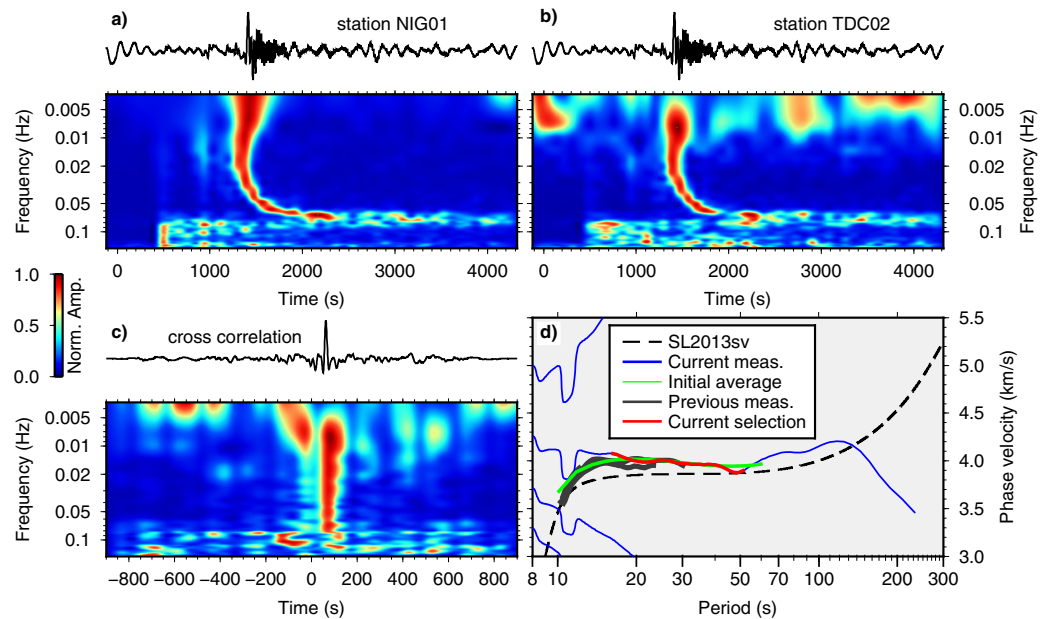 a)
station NIG01
b)
station TDC02
Frequency (Hz)
0.005
0.01
0.02
0.05
0.1
0.005
0.01
0.02
0.05
0.1
Frequency (Hz)
0 1000 2000 3000 4000
Time (s)
0 1000 2000 3000 4000
Time (s)
1.0
0.5
0.0
Norm. Amp.
c)
cross correlation
Frequency (Hz)
0.005
0.01
0.02
0.05
0.1
−800 −600 −400 −200 0 200 400 600 800
Time (s)
d)
SL2013sv
Current meas.
Initial average
Previous meas.
Current selection
5.5
5.0
4.5
4.0
3.5
3.0
Phase velocity (km/s)
8 10 20 30 50 70 100 200 300
Period (s)